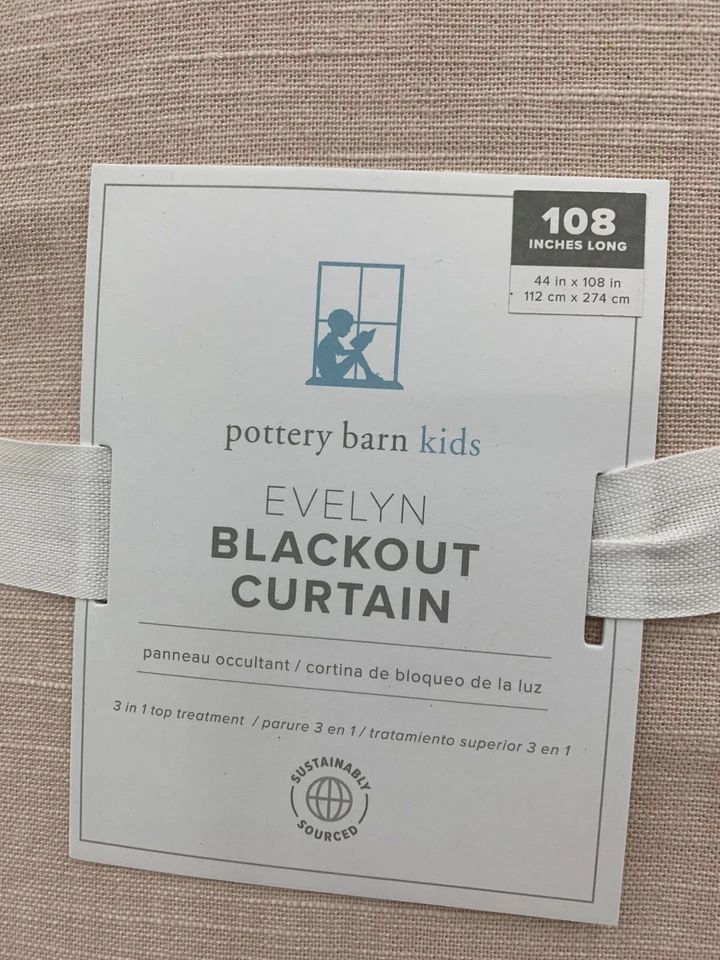 108
INCHES LONG
44 in x 108 in
112 cm x 274 cm
pottery barn kids
EVELYN
BLACKOUT
CURTAIN
panneau occultant / cortina de bloqueo de la luz
3 in 1 top treatment / parure 3 en 1 / tratamiento superior 3 en 1
SUSTAINABLY
SOURCED